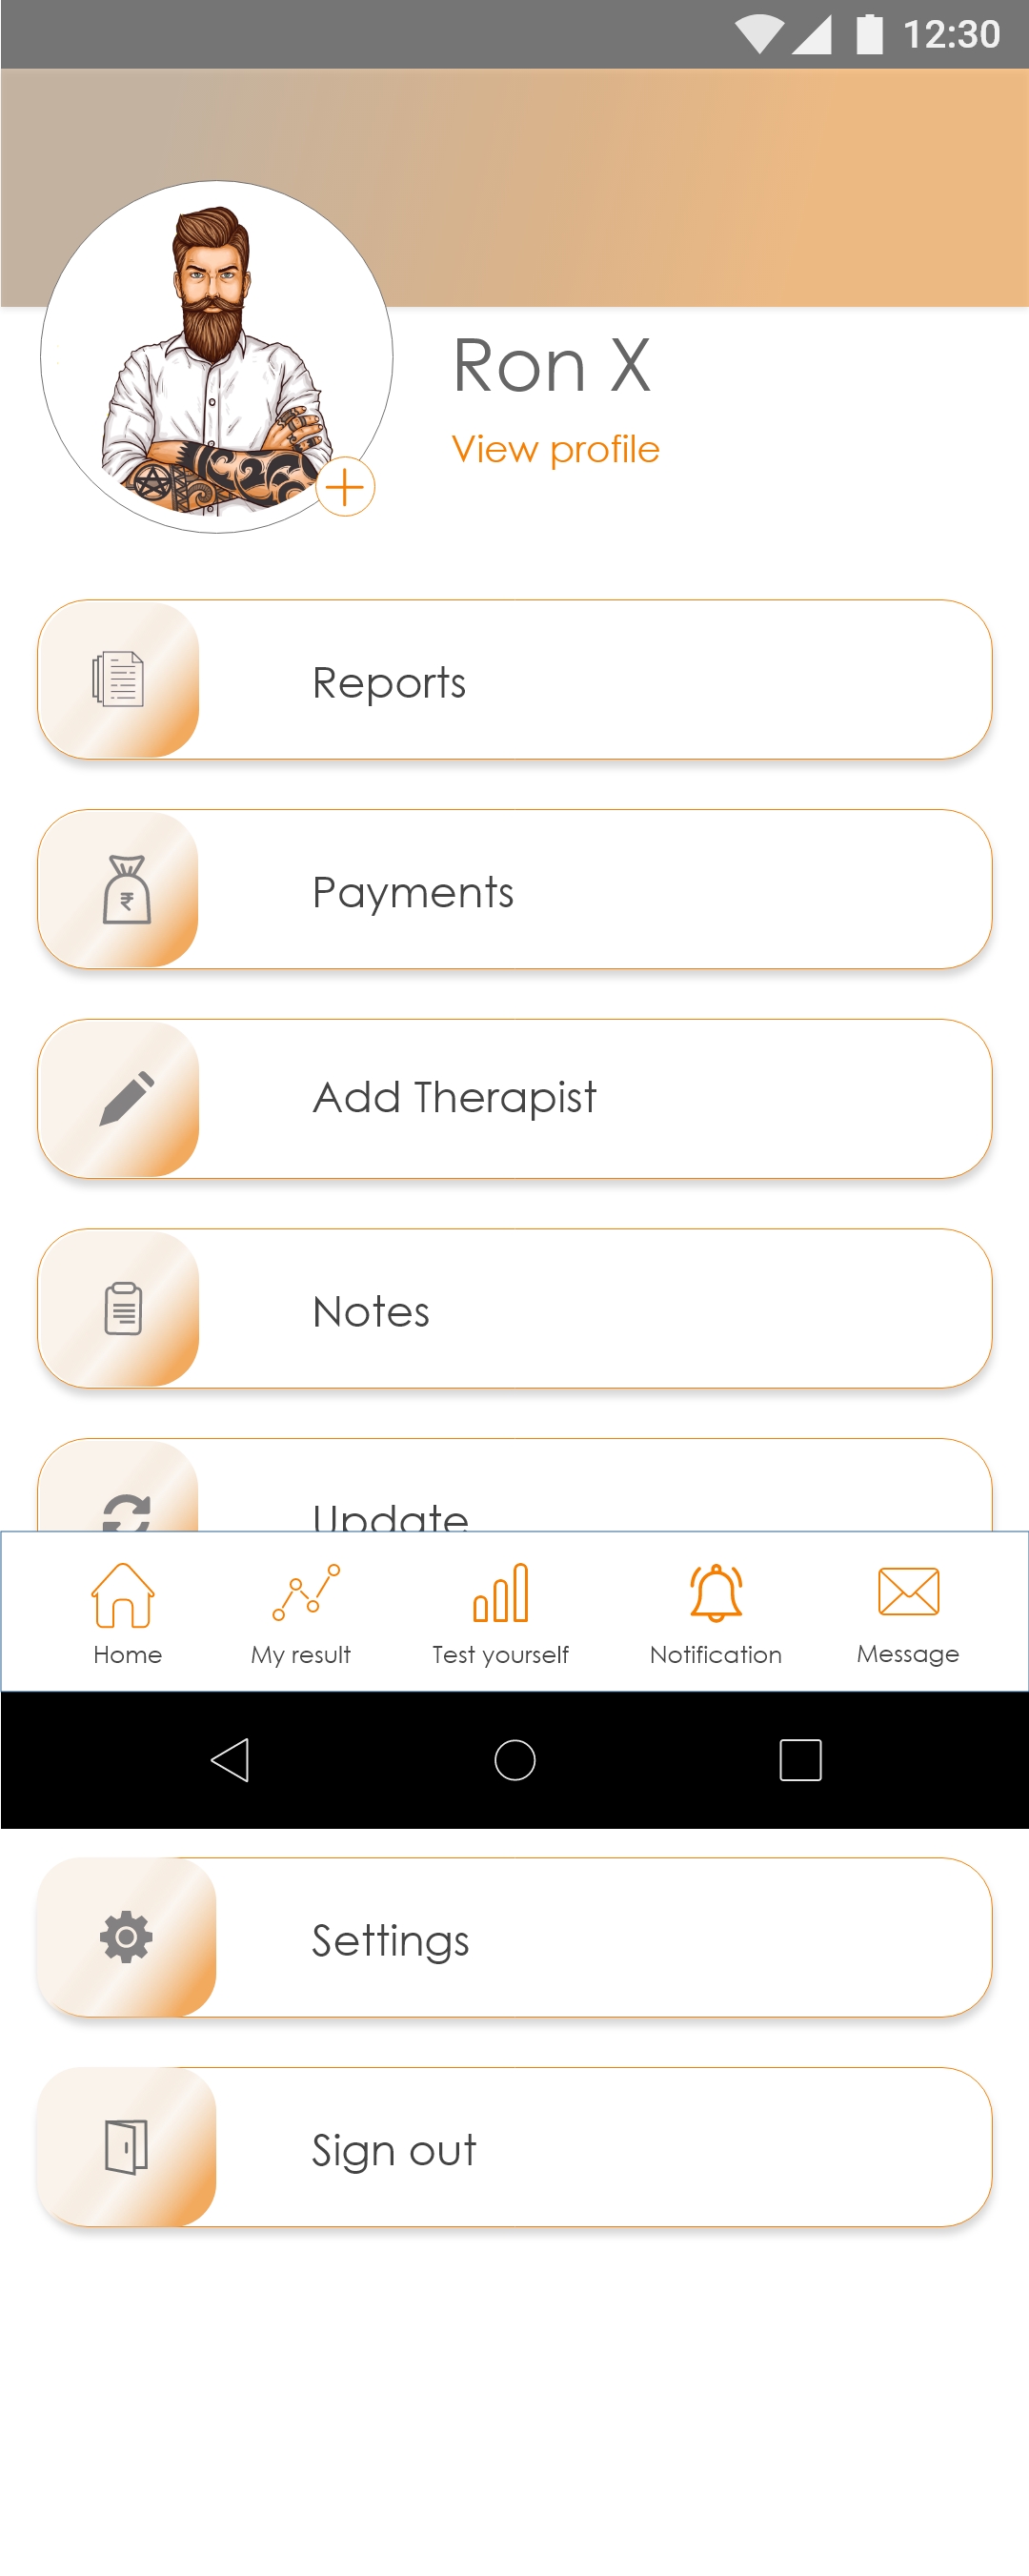 12:30
Ron X
View profile
Reports
₹
Payments
Add Therapist
Notes
Update
Home
My result
Test yourself
Notification
Message
Settings
Sign out